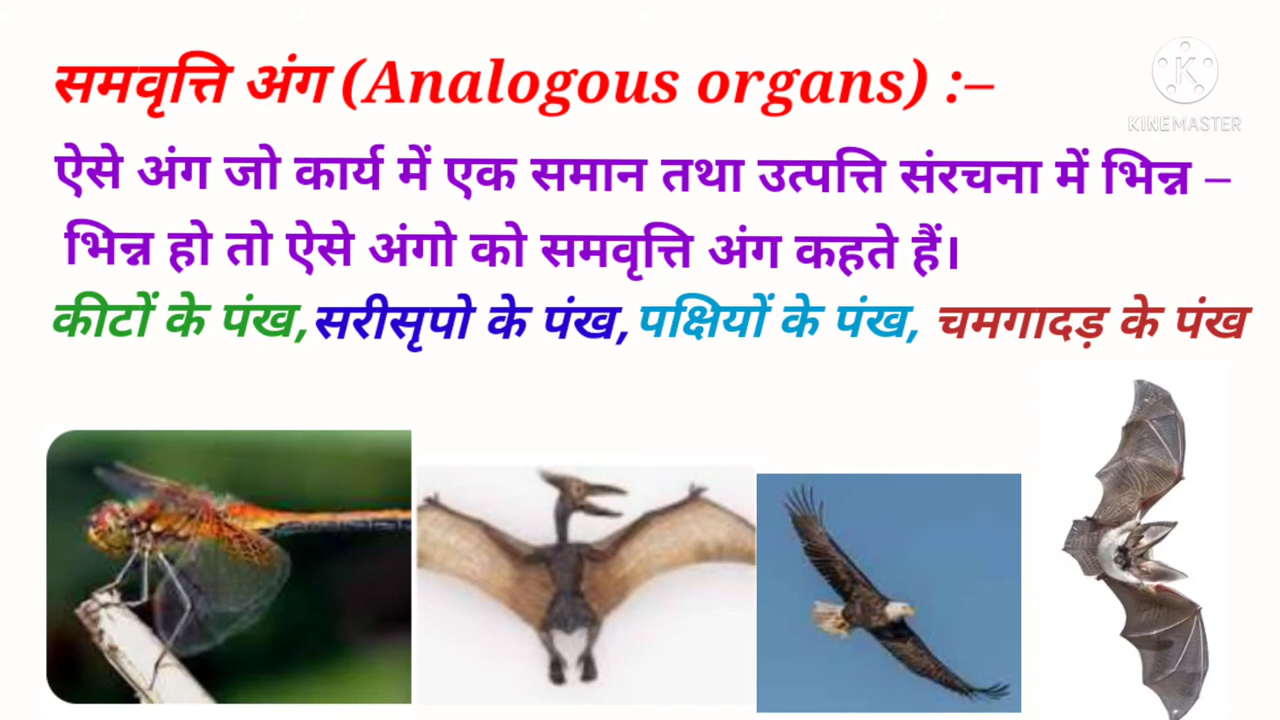 समवृत्ति अंग (Analogous organs) :–
KINEMASTER
ऐसे अंग जो कार्य में एक समान तथा उत्पत्ति संरचना में भिन्न –
भिन्न हो तो ऐसे अंगो को समवृत्ति अंग कहते हैं।
कीटों के पंख, सरीसृपो के पंख, पक्षियों के पंख, चमगादड़ के पंख